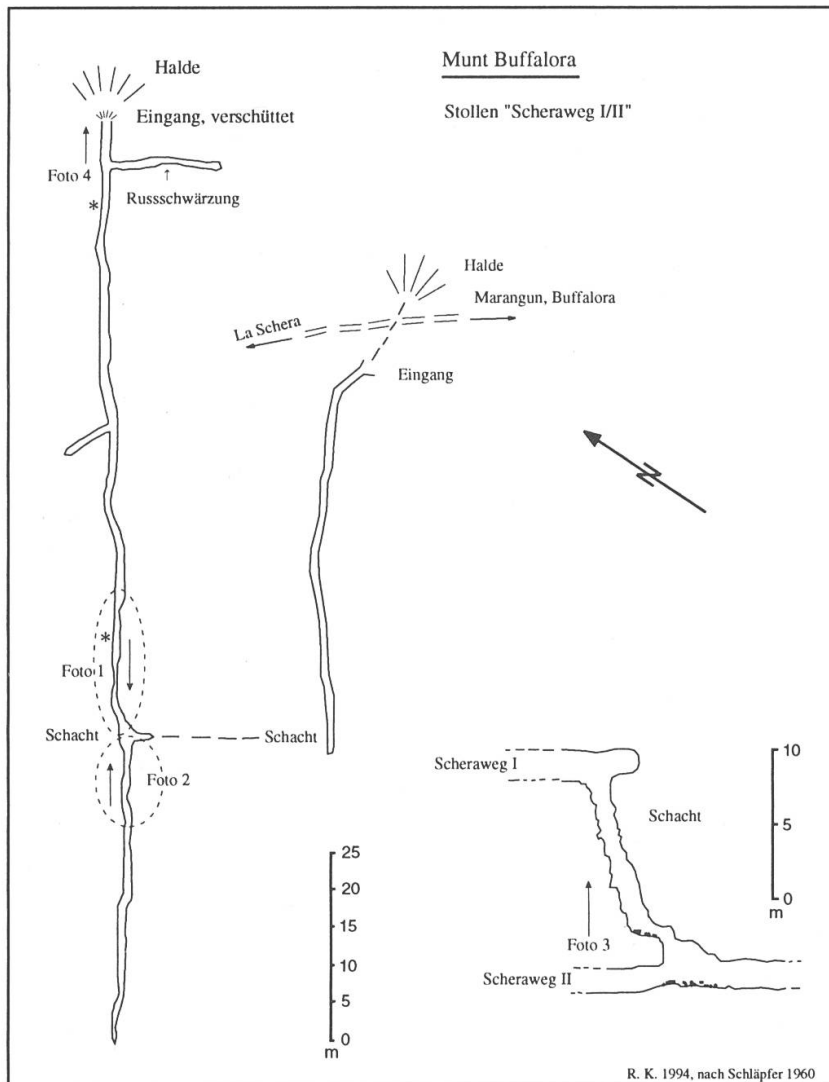 Munt Buffalora
Stollen "Scheraweg I/II"
Halde
Eingang, verschüttet
Foto 4
Russschwärzung
*
Halde
Marangun, Buffalora
La Schera
Eingang
N
*
Foto 1
Schacht
Schacht
Foto 2
25
20
15
10
5
0
m
Scheraweg I
10
Schacht
5
0
m
Foto 3
Scheraweg II
R. K. 1994, nach Schläpfer 1960